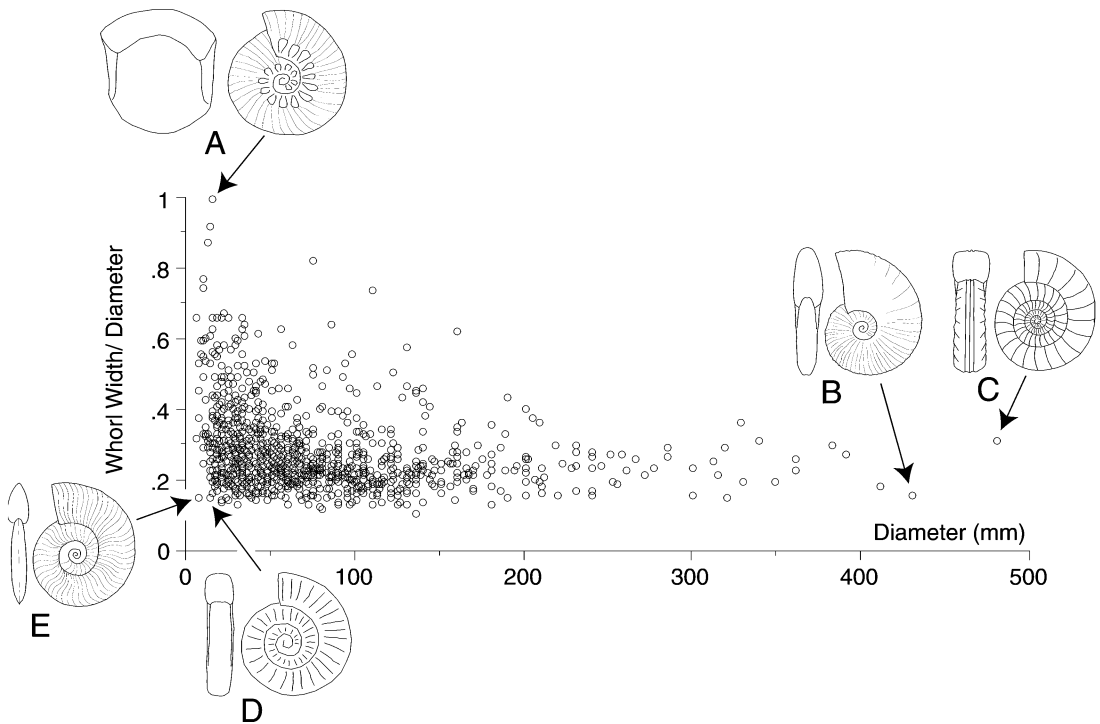 A
1
.8
.6
.4
.2
0
Whorl Width/ Diameter
B
C
Diameter (mm)
0 100 200 300 400 500
E
D